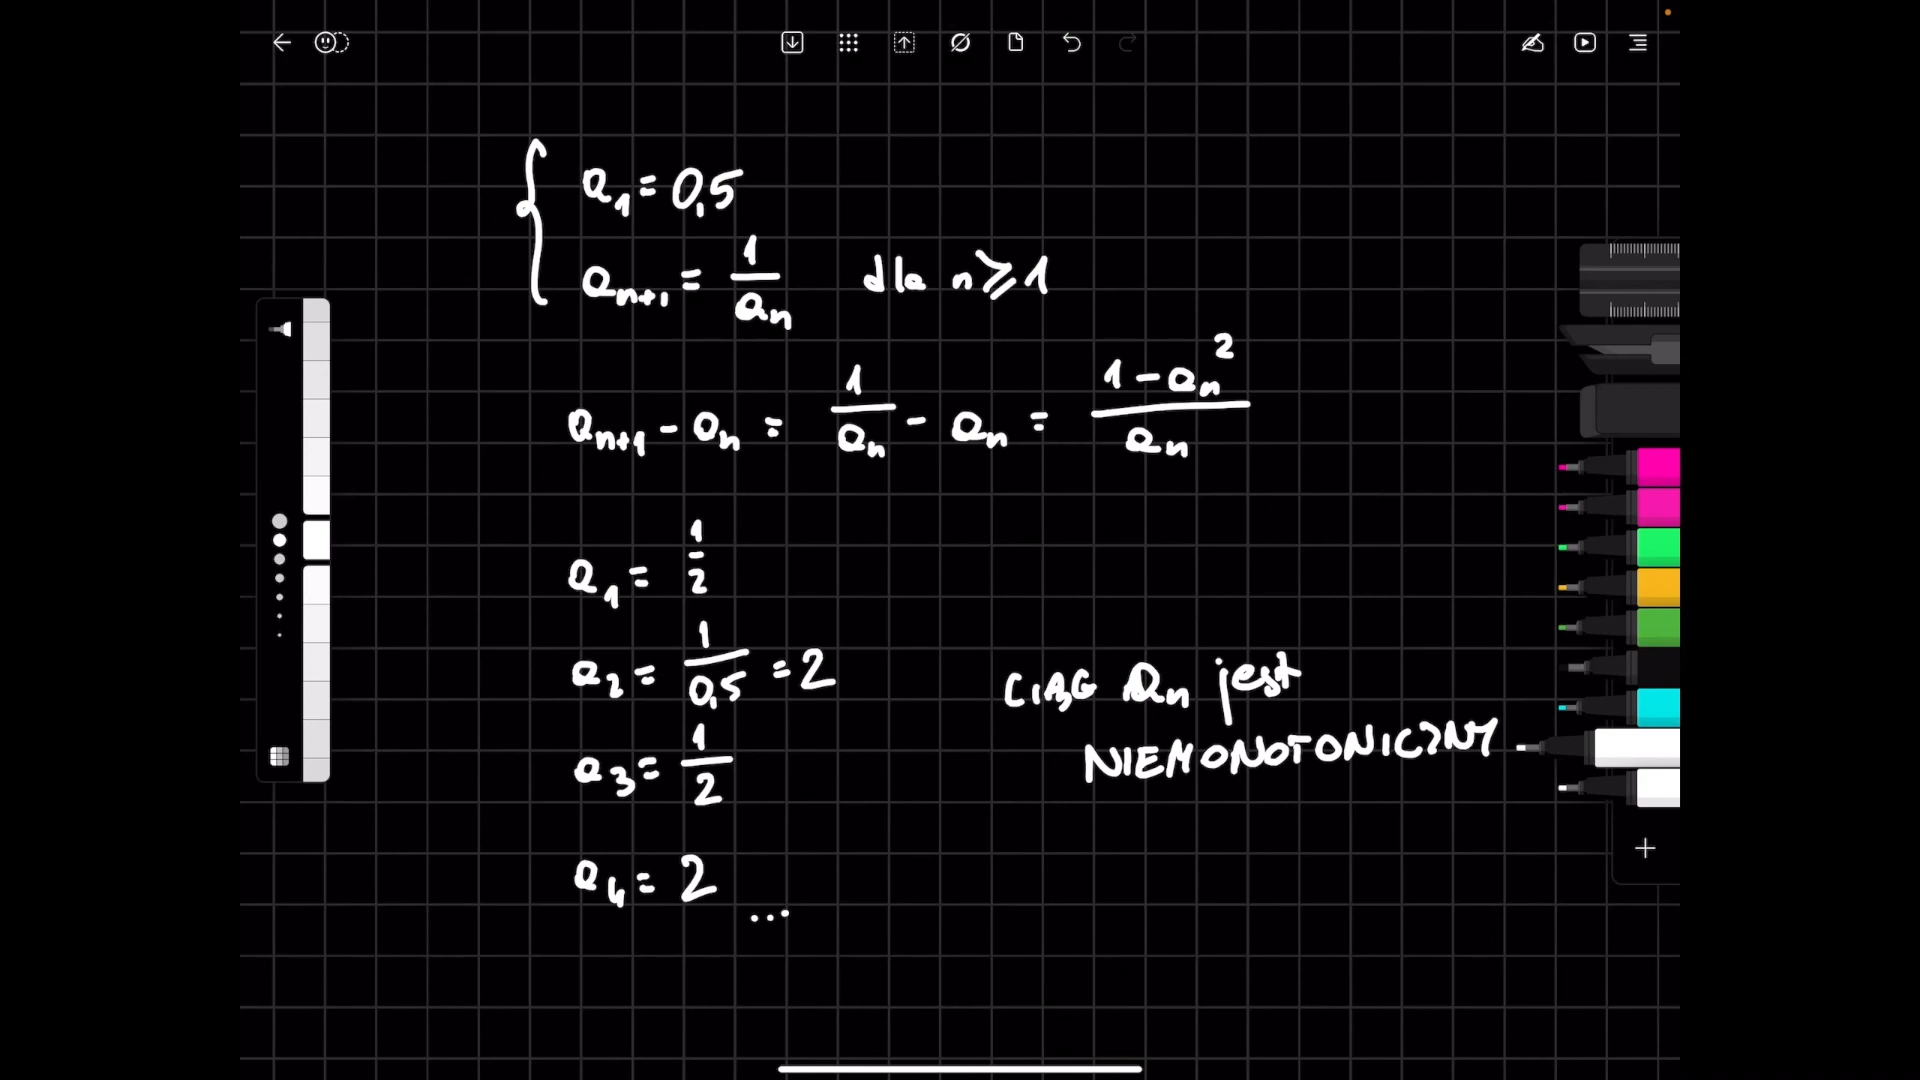 a₁ = 0,5
aₙ₊₁ = 1/aₙ dla n ⩾ 1
aₙ₊₁ - aₙ = 1/aₙ - aₙ = (1 - aₙ²)/aₙ
a₁ = 1/2
a₂ = 1/0,5 = 2
a₃ = 1/2
CIĄG aₙ jest
NIEMONOTONICZNY
a₄ = 2 ...